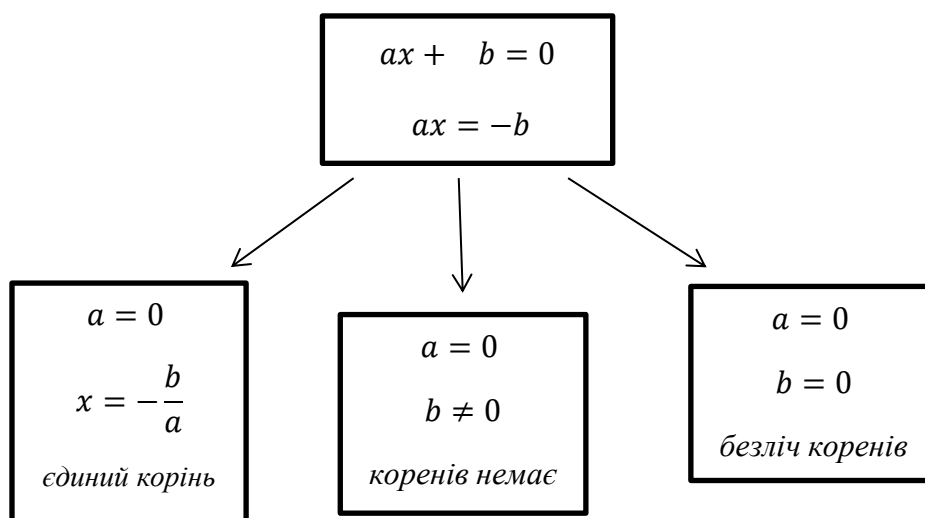 ax + b = 0
ax = −b
a = 0
x = −b/a
єдиний корінь
a = 0
b ≠ 0
коренів немає
a = 0
b = 0
безліч коренів